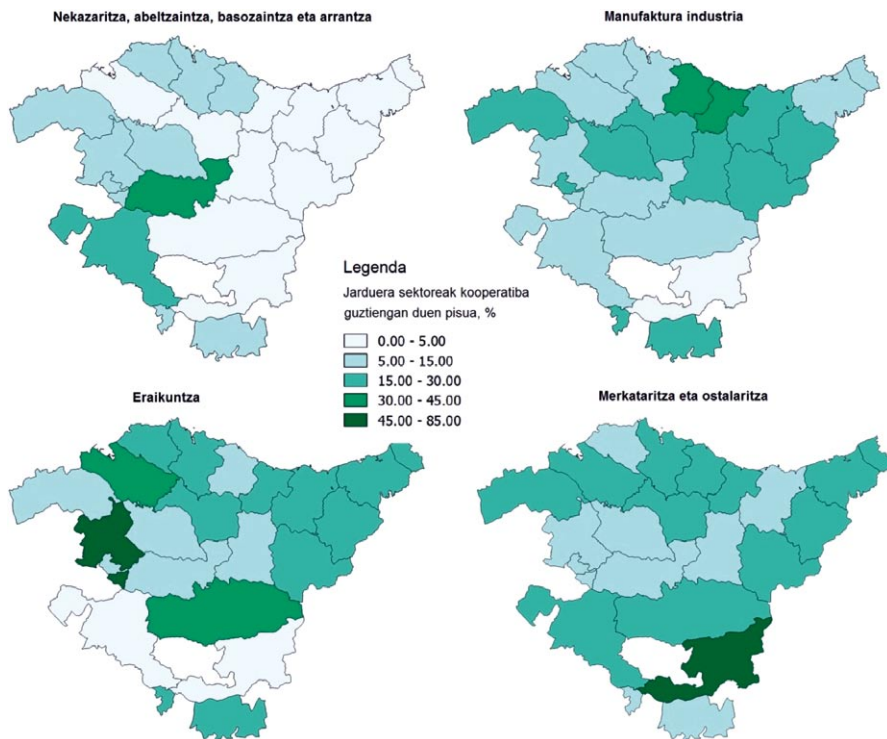 Nekazaritza, abeltzaintza, basozaintza eta arrantza
Manufaktura industria
Legenda
Jarduera sektoreak kooperatiba
guztiengan duen pisua, %
0.00 - 5.00
5.00 - 15.00
15.00 - 30.00
30.00 - 45.00
45.00 - 85.00
Eraikuntza
Merkataritza eta ostalaritza